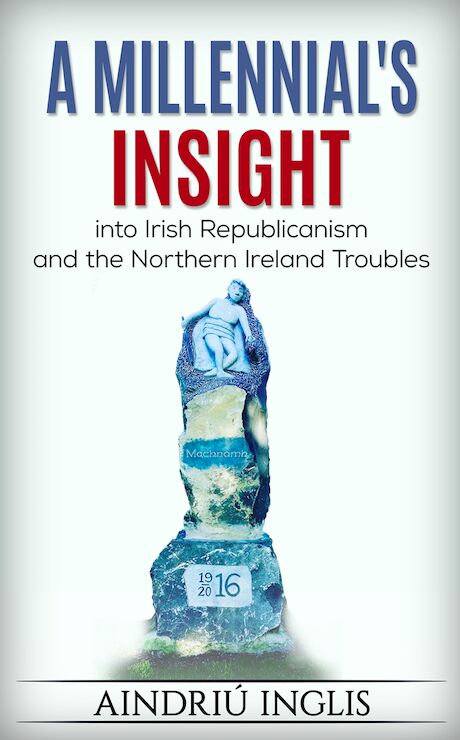 A MILLENNIAL'S
INSIGHT
into Irish Republicanism
and the Northern Ireland Troubles
Machnamh
19
20 16
AINDRIÚ INGLIS